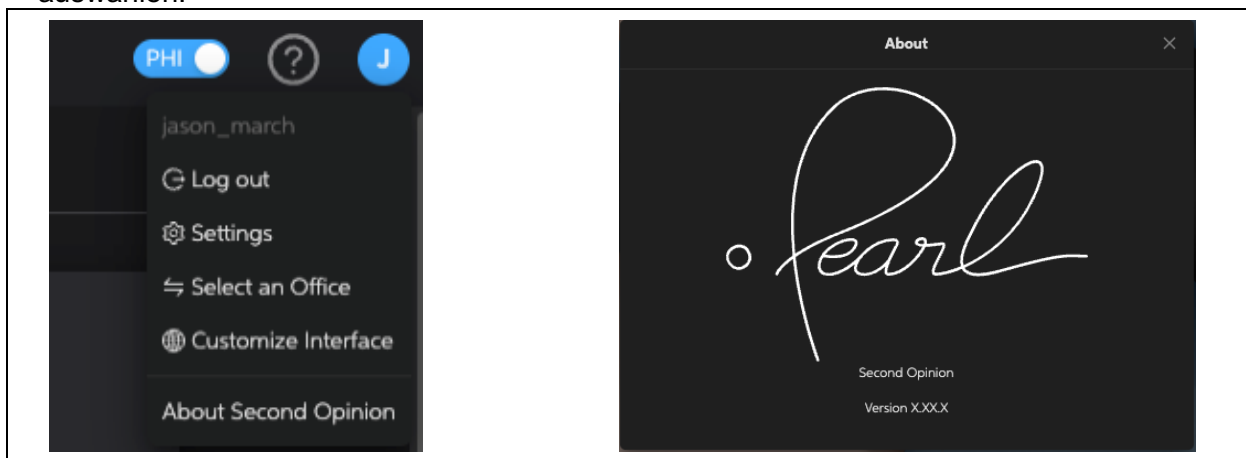 auswählen.
PHI
?
J
jason_march
Log out
Settings
Select an Office
Customize Interface
About Second Opinion
About
Pearl
Second Opinion
Version X.XX.X